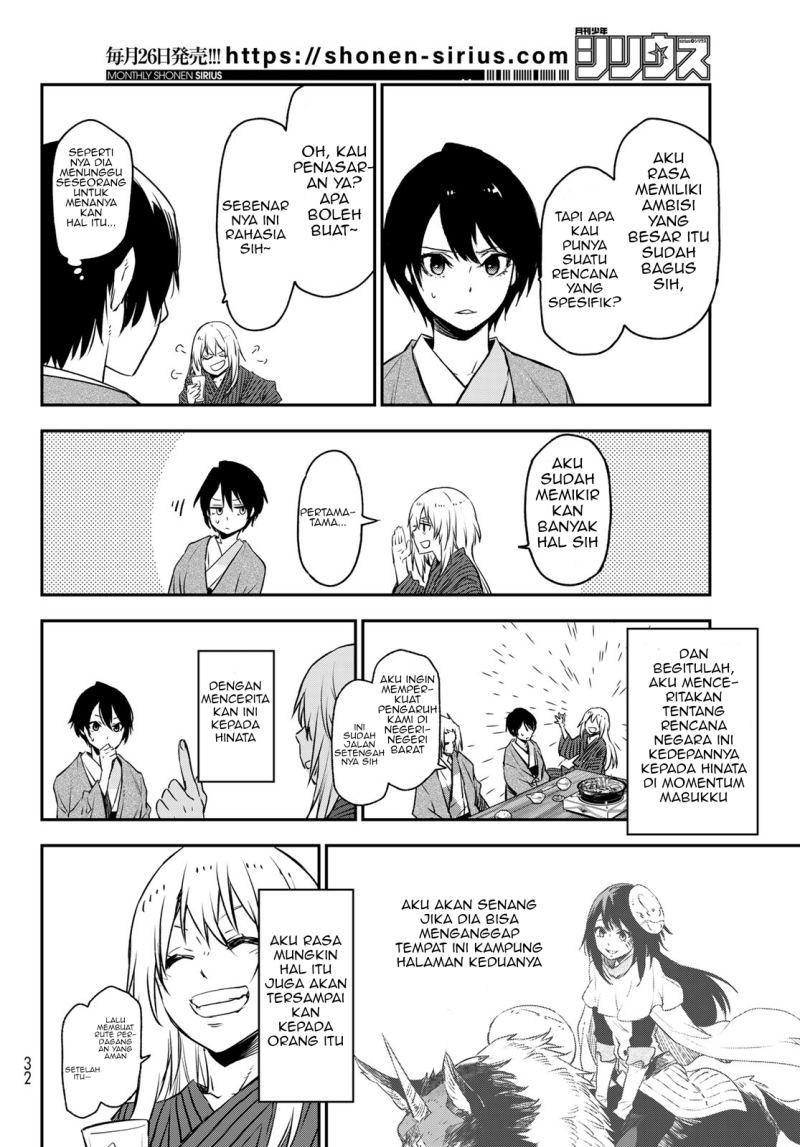 毎月26日発売!!! https://shonen-sirius.com
MONTHLY SHONEN SIRIUS
月刊少年
シリウス
AKU
RASA
MEMILIKI
AMBISI
YANG
BESAR ITU
SUDAH
BAGUS
SIH,
TAPI APA
KAU
PUNYA
SUATU
RENCANA
YANG
SPESIFIK?
OH, KAU
PENASAR-
AN YA?
APA
BOLEH
BUAT~
SEBENAR
NYA INI
RAHASIA
SIH~
SEPERTI
NYA DIA
MENUNGGU
SESEORANG
UNTUK
MENANYA
KAN
HAL ITU...
AKU
SUDAH
MEMIKIR
KAN
BANYAK
HAL SIH
PERTAMA-
TAMA...
DAN
BEGITULAH,
AKU MENCE-
RITAKAN
TENTANG
RENCANA
NEGARA INI
KEDEPANNYA
KEPADA HINATA
DI MOMENTUM
MABUKKU
AKU INGIN
MEMPER-
KUAT
PENGARUH
KAMI DI
NEGERI-
NEGERI
BARAT
INI
SUDAH
JALAN
SETENGAH
NYA SIH
DENGAN
MENCERITA
KAN INI
KEPADA
HINATA
AKU AKAN SENANG
JIKA DIA BISA
MENGANGGAP
TEMPAT INI KAMPUNG
HALAMAN KEDUANYA
AKU RASA
MUNGKIN
HAL ITU
JUGA AKAN
TERSAMPAI
KAN
KEPADA
ORANG ITU
LALU
MEMBUAT
RUTE PER-
DAGANG
AN YANG
AMAN
SETELAH
ITU~
32